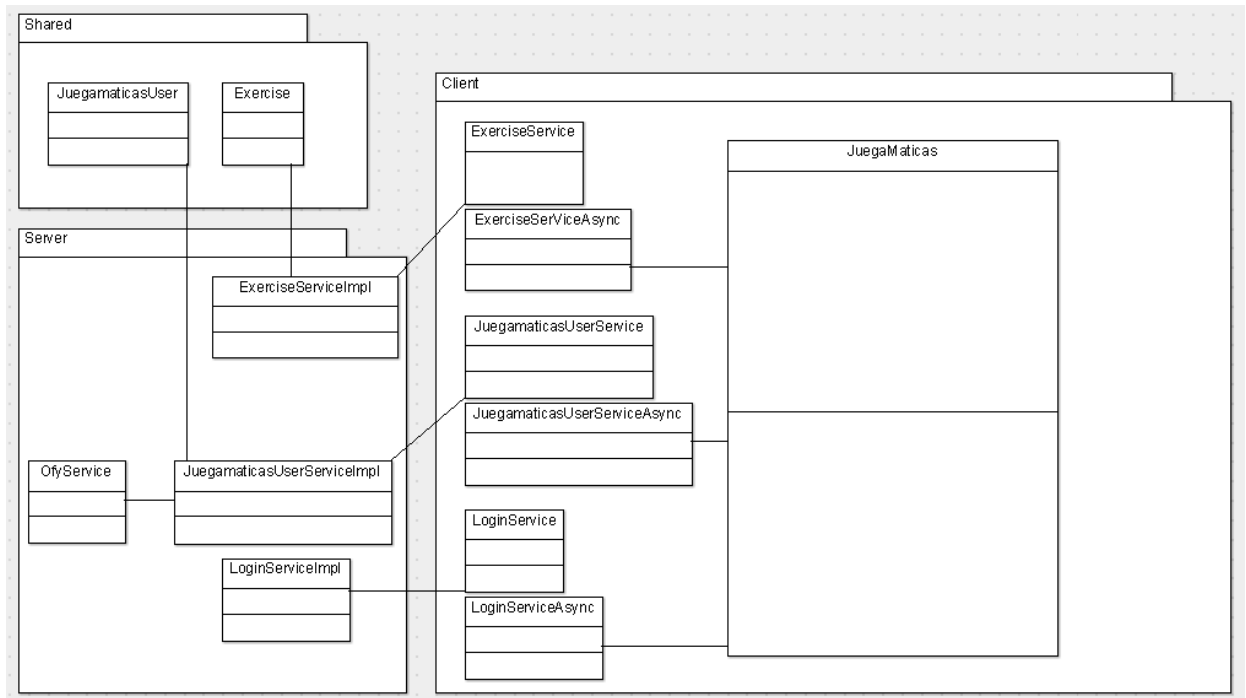 Shared
JuegamaticasUser
Exercise
Server
ExerciseServiceImpl
OfyService
JuegamaticasUserServiceImpl
LoginServiceImpl
Client
ExerciseService
ExerciseSerViceAsync
JuegamaticasUserService
JuegamaticasUserServiceAsync
LoginService
LoginServiceAsync
JuegaMaticas